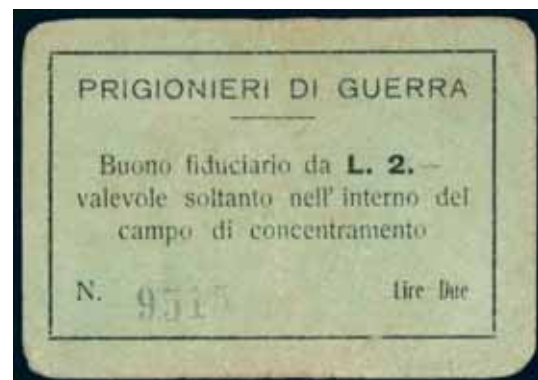 PRIGIONIERI DI GUERRA
Buono fiduciario da L. 2.—
valevole soltanto nell' interno del
campo di concentramento
N. Lire Due